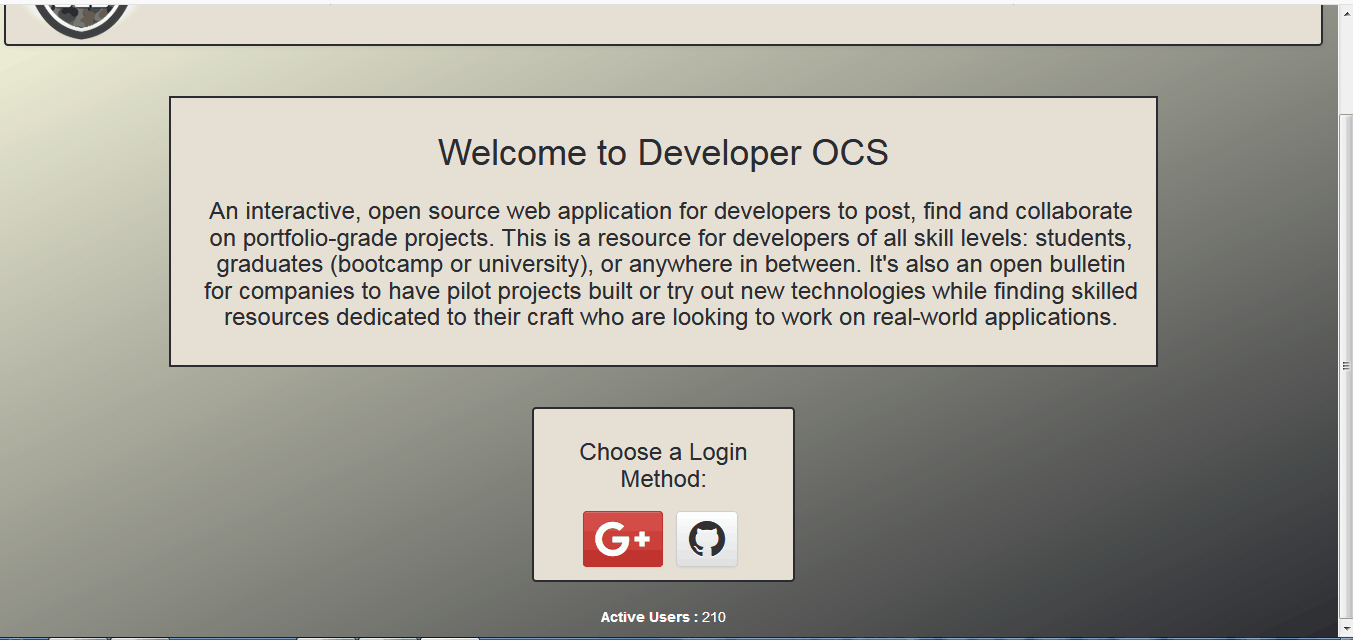 Welcome to Developer OCS
An interactive, open source web application for developers to post, find and collaborate
on portfolio-grade projects. This is a resource for developers of all skill levels: students,
graduates (bootcamp or university), or anywhere in between. It's also an open bulletin
for companies to have pilot projects built or try out new technologies while finding skilled
resources dedicated to their craft who are looking to work on real-world applications.
Choose a Login
Method:
G+
Active Users : 210